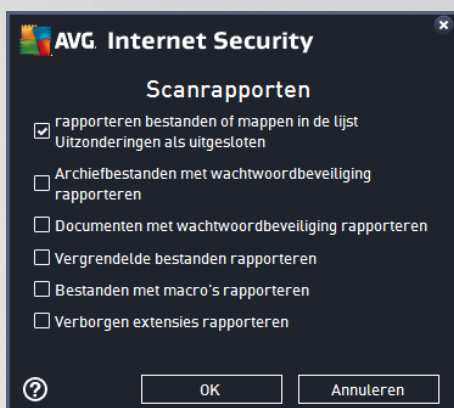 AVG. Internet Security
Scanrapporten
rapporteren bestanden of mappen in de lijst
Uitzonderingen als uitgesloten
Archiefbestanden met wachtwoordbeveiliging
rapporteren
Documenten met wachtwoordbeveiliging rapporteren
Vergrendelde bestanden rapporteren
Bestanden met macro's rapporteren
Verborgen extensies rapporteren
? OK Annuleren